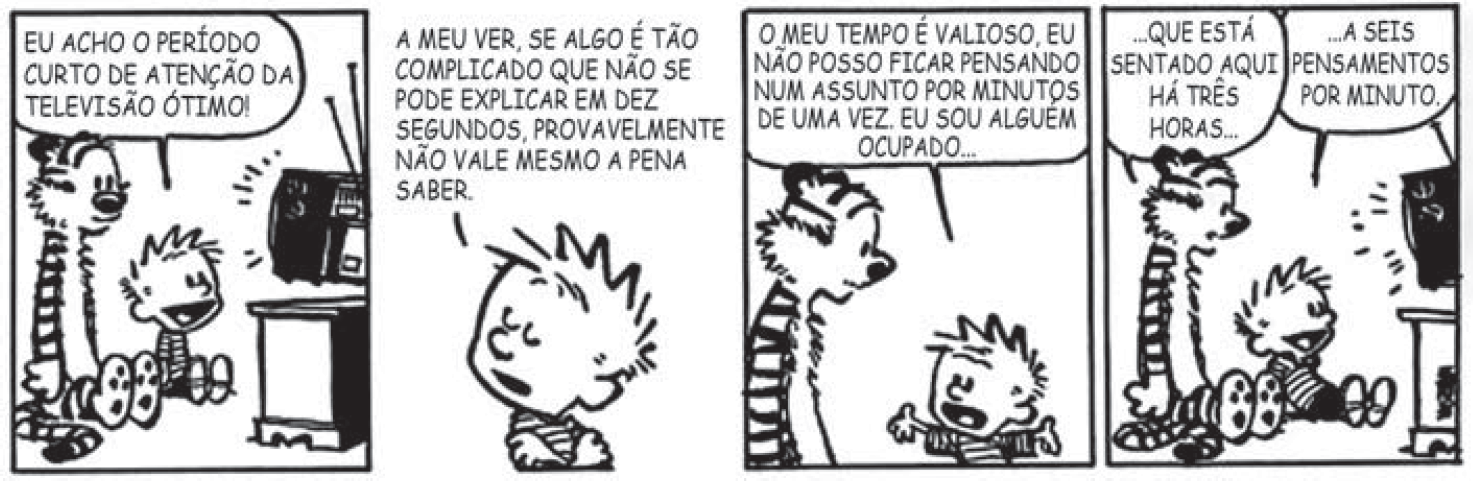 EU ACHO O PERÍODO
CURTO DE ATENÇÃO DA
TELEVISÃO ÓTIMO!
A MEU VER, SE ALGO É TÃO
COMPLICADO QUE NÃO SE
PODE EXPLICAR EM DEZ
SEGUNDOS, PROVAVELMENTE
NÃO VALE MESMO A PENA
SABER.
O MEU TEMPO É VALIOSO, EU
NÃO POSSO FICAR PENSANDO
NUM ASSUNTO POR MINUTOS
DE UMA VEZ. EU SOU ALGUÉM
OCUPADO...
...QUE ESTÁ
SENTADO AQUI
HÁ TRÊS
HORAS...
...A SEIS
PENSAMENTOS
POR MINUTO.